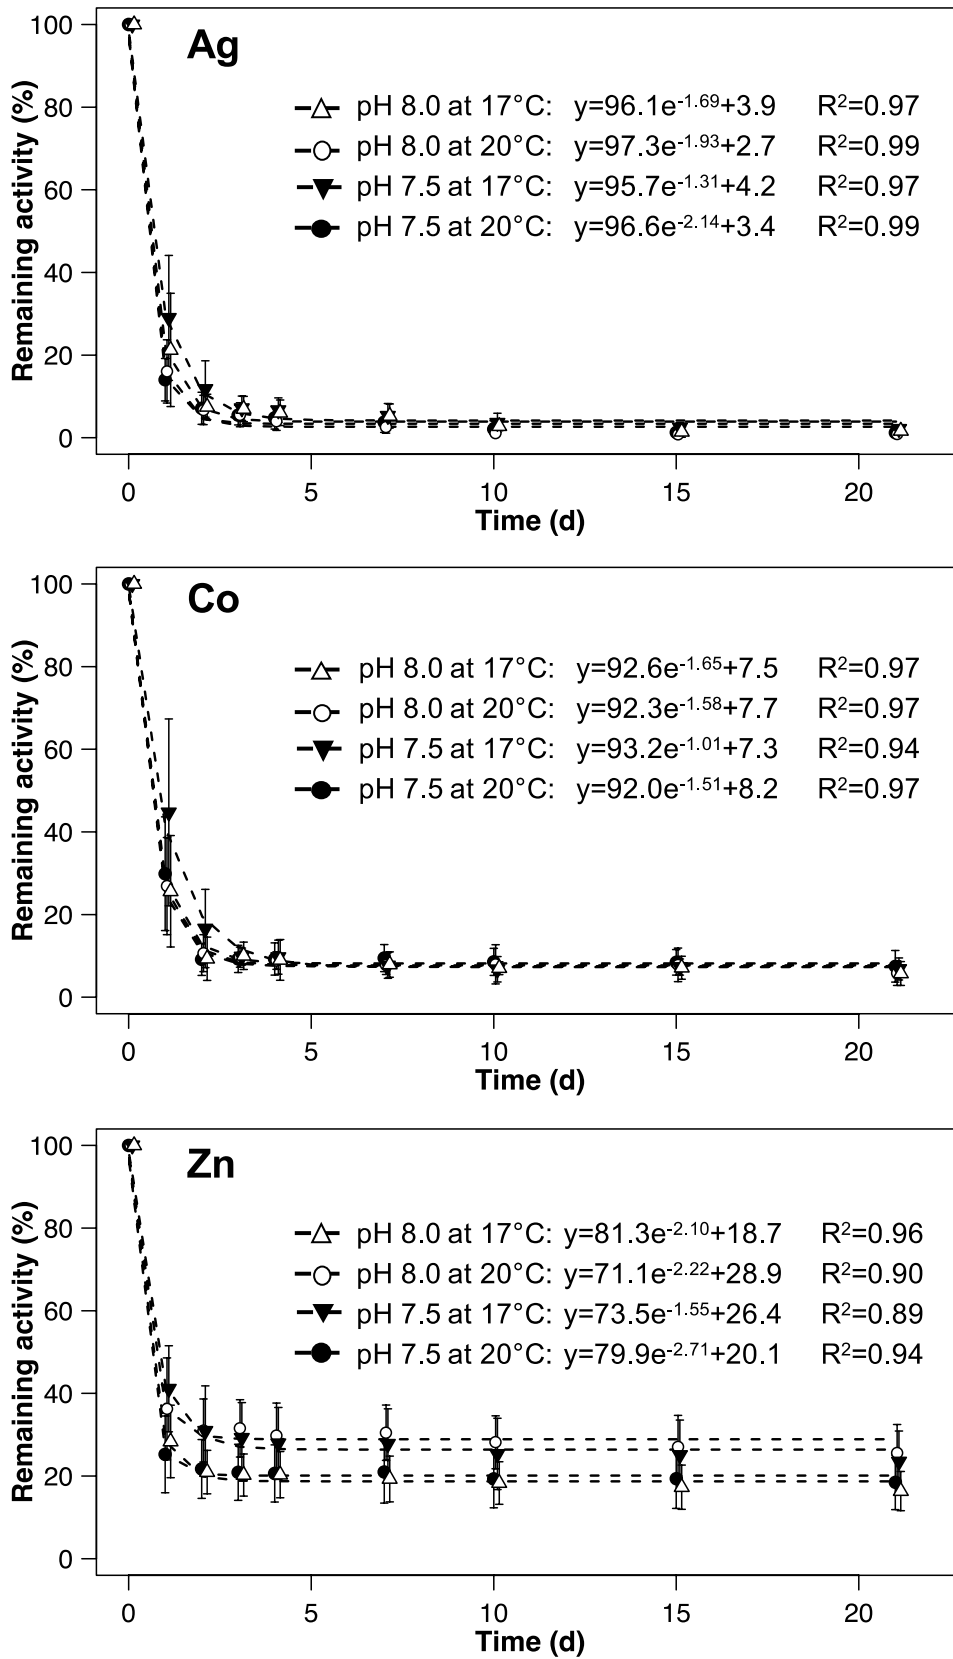 Ag
Remaining activity (%)
100
80
60
40
20
0
pH 8.0 at 17°C: y=96.1e-1.69+3.9 R2=0.97
pH 8.0 at 20°C: y=97.3e-1.93+2.7 R2=0.99
pH 7.5 at 17°C: y=95.7e-1.31+4.2 R2=0.97
pH 7.5 at 20°C: y=96.6e-2.14+3.4 R2=0.99
0 5 10 15 20
Time (d)
Co
Remaining activity (%)
100
80
60
40
20
0
pH 8.0 at 17°C: y=92.6e-1.65+7.5 R2=0.97
pH 8.0 at 20°C: y=92.3e-1.58+7.7 R2=0.97
pH 7.5 at 17°C: y=93.2e-1.01+7.3 R2=0.94
pH 7.5 at 20°C: y=92.0e-1.51+8.2 R2=0.97
0 5 10 15 20
Time (d)
Zn
Remaining activity (%)
100
80
60
40
20
0
pH 8.0 at 17°C: y=81.3e-2.10+18.7 R2=0.96
pH 8.0 at 20°C: y=71.1e-2.22+28.9 R2=0.90
pH 7.5 at 17°C: y=73.5e-1.55+26.4 R2=0.89
pH 7.5 at 20°C: y=79.9e-2.71+20.1 R2=0.94
0 5 10 15 20
Time (d)